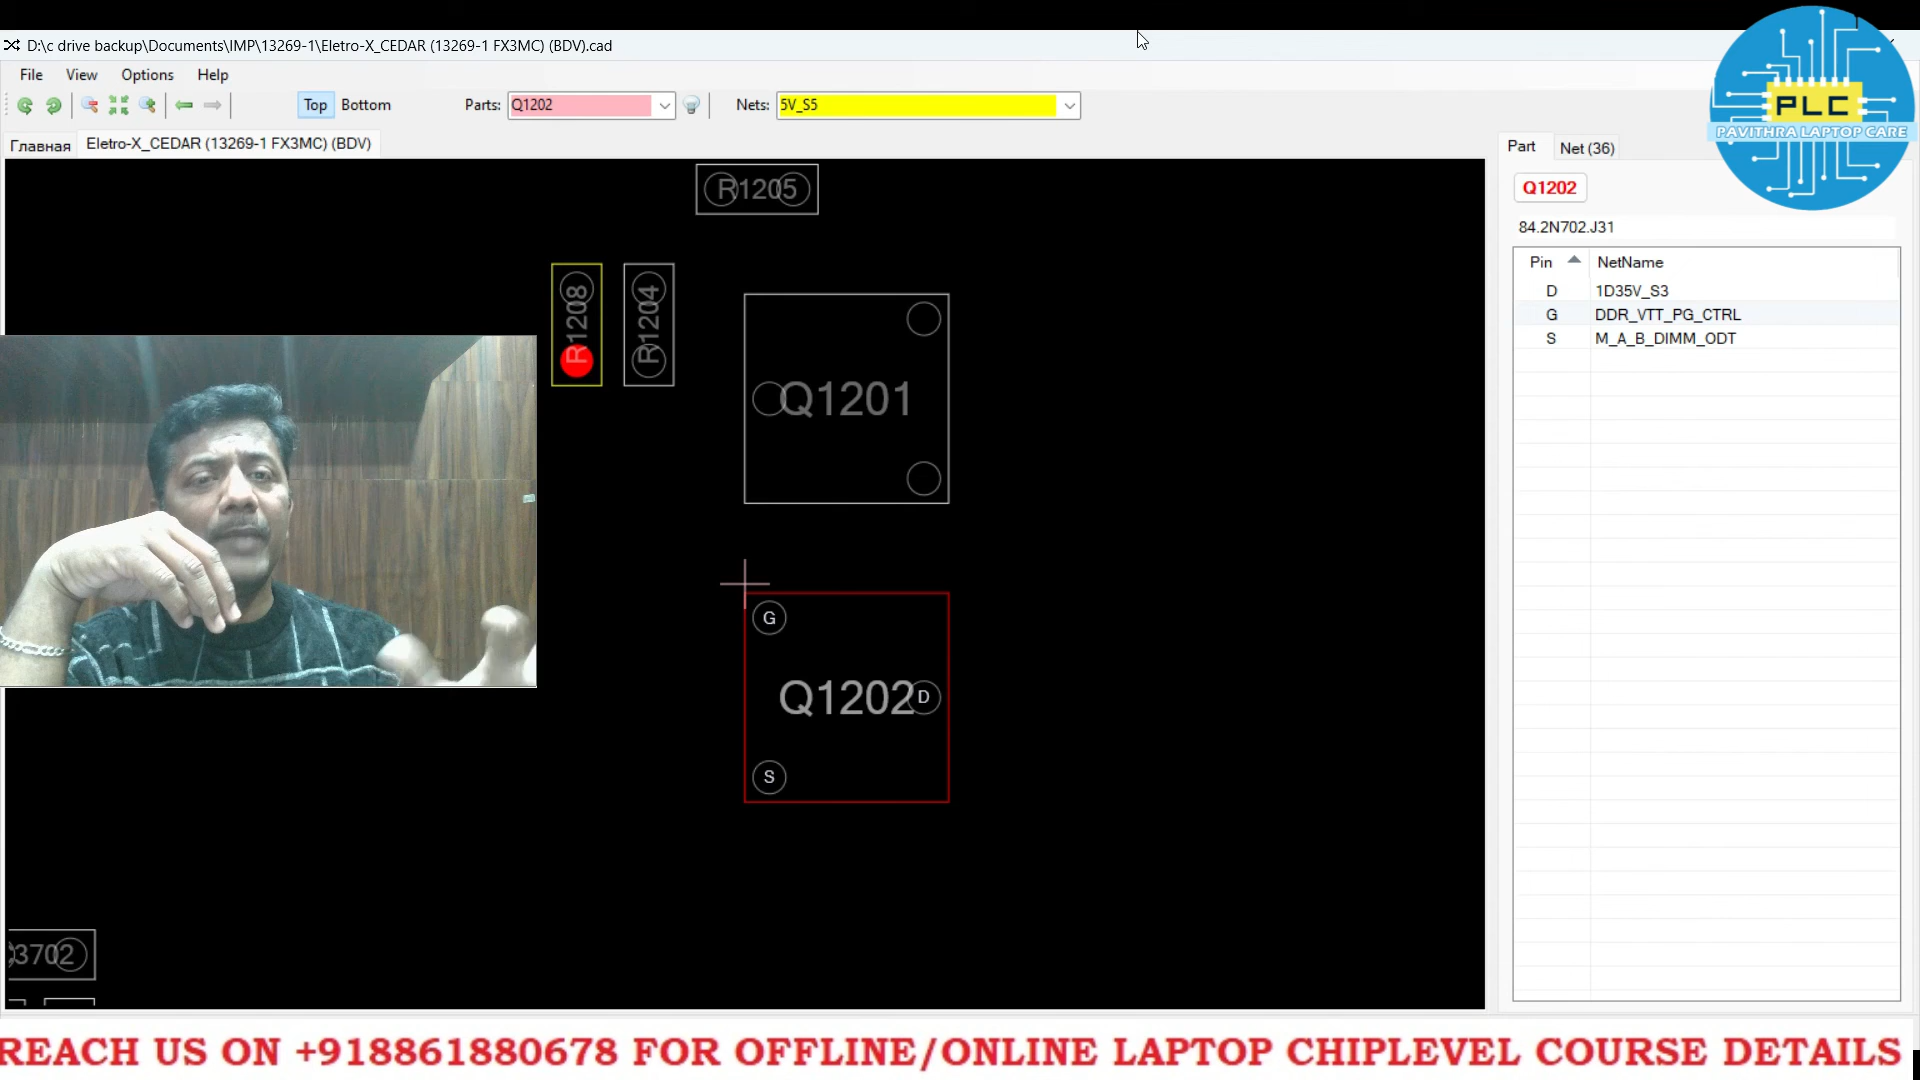 D:\c drive backup\Documents\IMP\13269-1\Eletro-X_CEDAR (13269-1 FX3MC) (BDV).cad
File View Options Help
Top Bottom Parts: Q1202 Nets: 5V_S5
PLC
PAVITHRA LAPTOP CARE
Главная Eletro-X_CEDAR (13269-1 FX3MC) (BDV)
Part Net (36)
Q1202
84.2N702.J31
Pin NetName
D 1D35V_S3
G DDR_VTT_PG_CTRL
S M_A_B_DIMM_ODT
R1205
R1208
R1204
Q1201
G
Q1202 D
S
3702
REACH US ON +918861880678 FOR OFFLINE/ONLINE LAPTOP CHIPLEVEL COURSE DETAILS